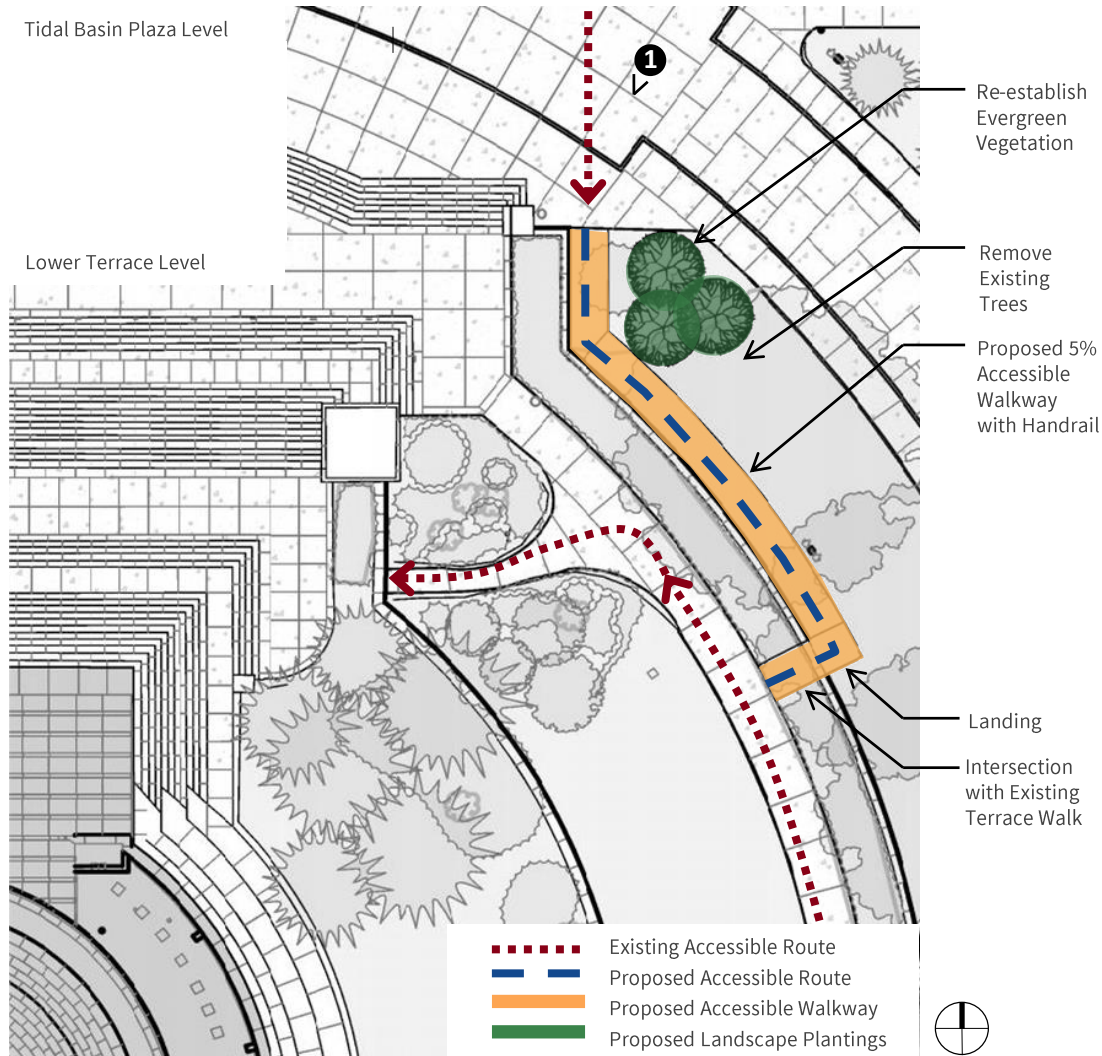 Tidal Basin Plaza Level
1
Re-establish
Evergreen
Vegetation
Lower Terrace Level
Remove
Existing
Trees
Proposed 5%
Accessible
Walkway
with Handrail
Landing
Intersection
with Existing
Terrace Walk
Existing Accessible Route
Proposed Accessible Route
Proposed Accessible Walkway
Proposed Landscape Plantings